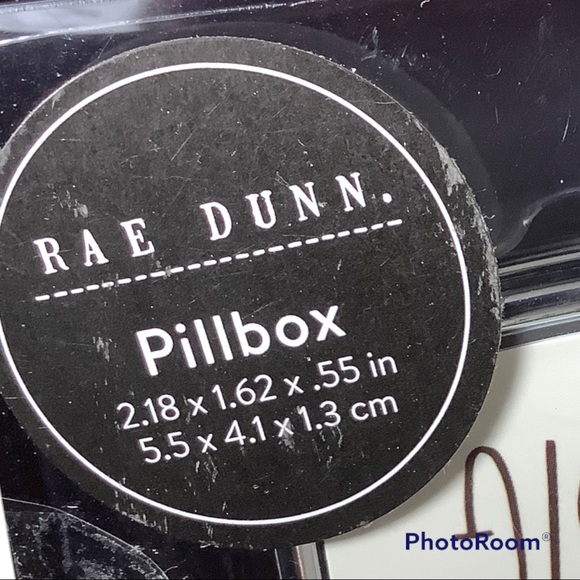 RAE DUNN.
Pillbox
2.18 x 1.62 x .55 in
5.5 x 4.1 x 1.3 cm
PhotoRoom®